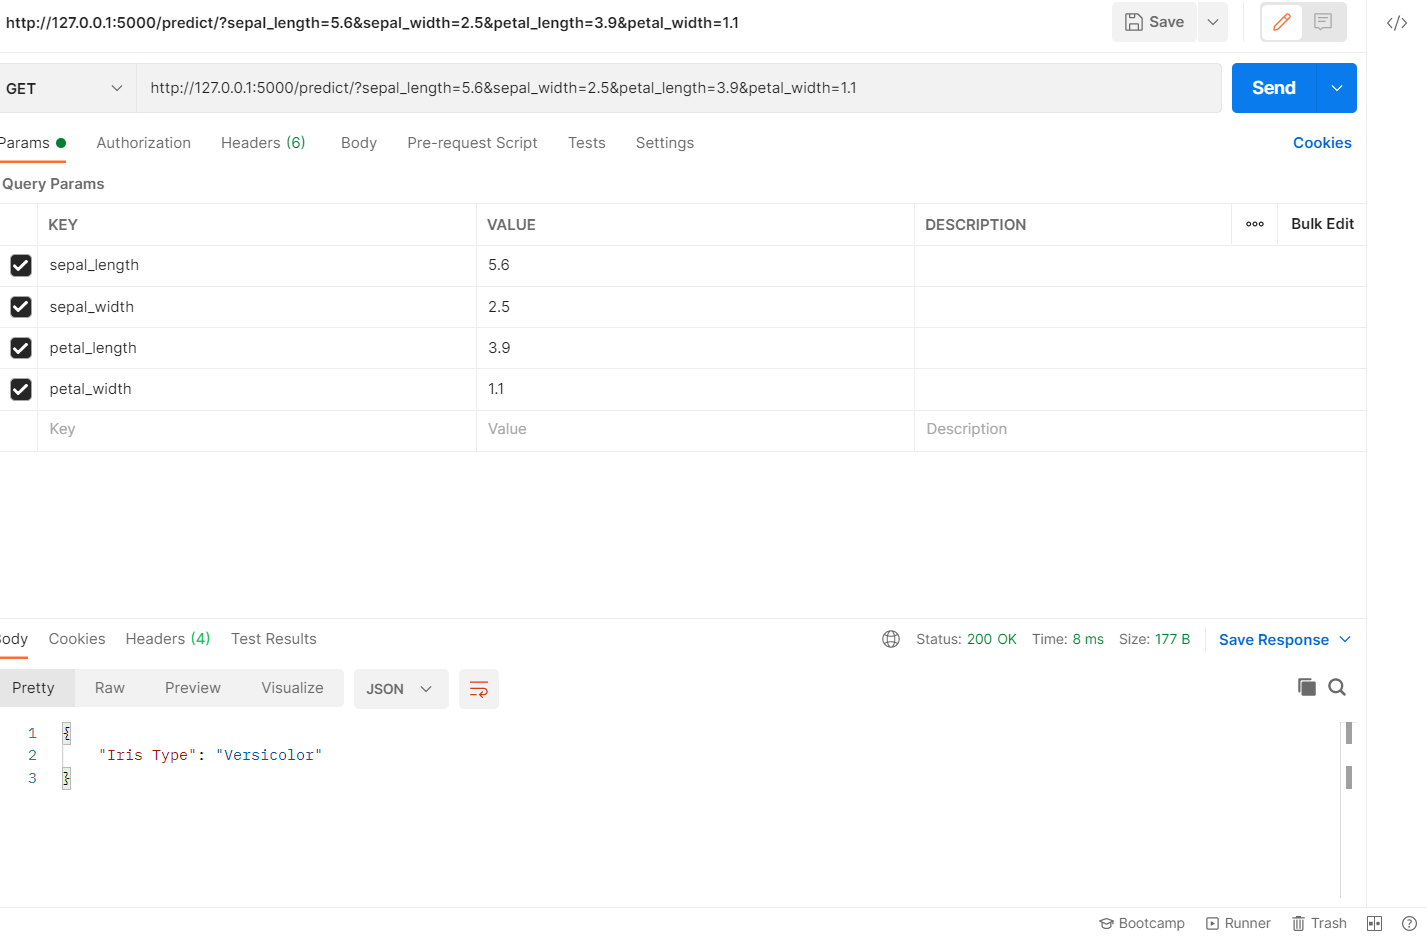 http://127.0.0.1:5000/predict/?sepal_length=5.6&sepal_width=2.5&petal_length=3.9&petal_width=1.1
Save
GET
http://127.0.0.1:5000/predict/?sepal_length=5.6&sepal_width=2.5&petal_length=3.9&petal_width=1.1
Send
Params Authorization Headers (6) Body Pre-request Script Tests Settings Cookies
Query Params
KEY VALUE DESCRIPTION ooo Bulk Edit
sepal_length 5.6
sepal_width 2.5
petal_length 3.9
petal_width 1.1
Key Value Description
ody Cookies Headers (4) Test Results Status: 200 OK Time: 8 ms Size: 177 B Save Response
Pretty Raw Preview Visualize JSON
1 {
2 "Iris Type": "Versicolor"
3 }
Bootcamp Runner Trash